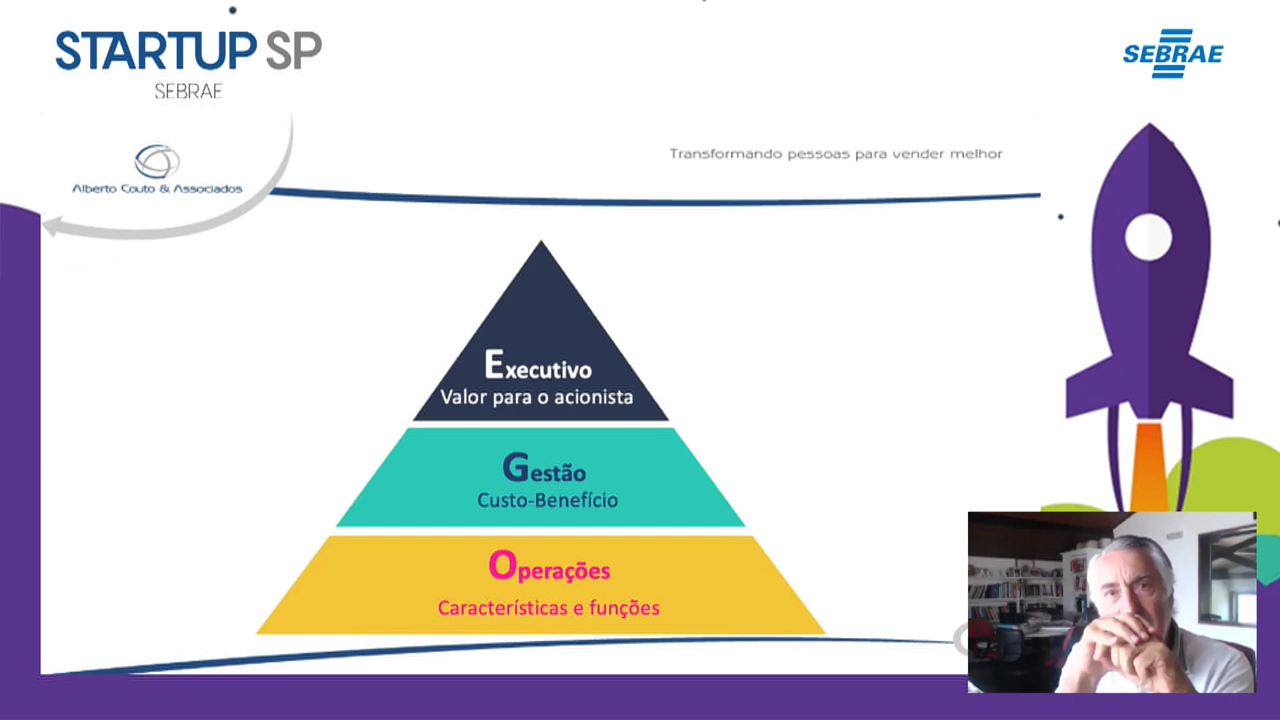 STARTUP SP
SEBRAE
SEBRAE
Alberto Couto & Associados
Transformando pessoas para vender melhor
Executivo
Valor para o acionista
Gestão
Custo-Benefício
Operações
Características e funções